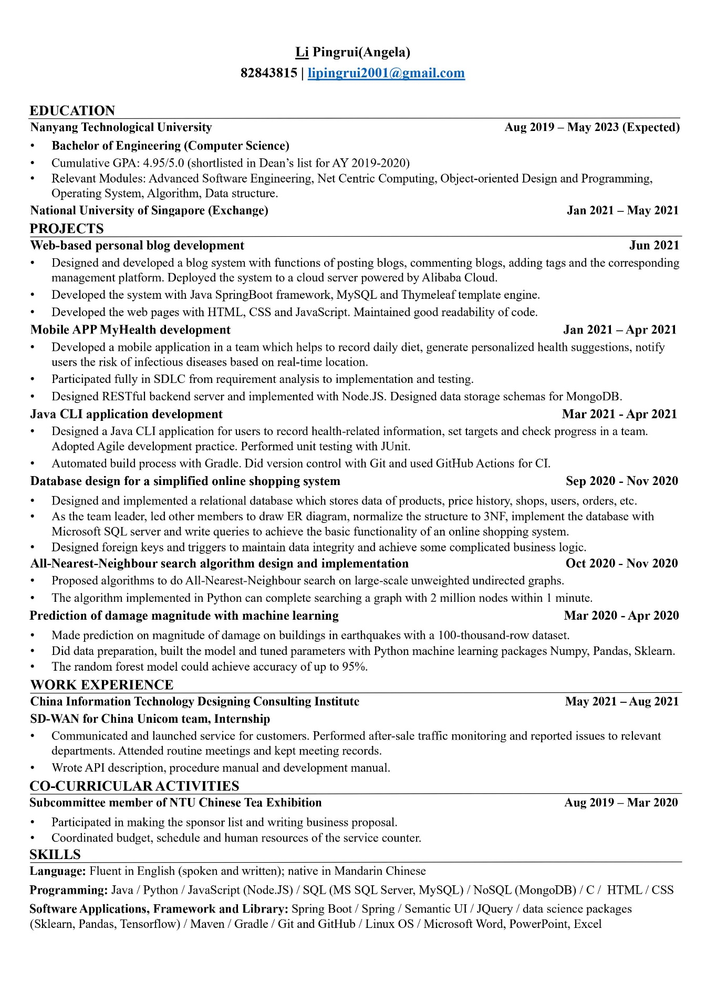 Li Pingrui(Angela)
82843815 | lipingrui2001@gmail.com
EDUCATION
Nanyang Technological University Aug 2019 – May 2023 (Expected)
• Bachelor of Engineering (Computer Science)
• Cumulative GPA: 4.95/5.0 (shortlisted in Dean’s list for AY 2019-2020)
• Relevant Modules: Advanced Software Engineering, Net Centric Computing, Object-oriented Design and Programming,
Operating System, Algorithm, Data structure.
National University of Singapore (Exchange) Jan 2021 – May 2021
PROJECTS
Web-based personal blog development Jun 2021
• Designed and developed a blog system with functions of posting blogs, commenting blogs, adding tags and the corresponding
management platform. Deployed the system to a cloud server powered by Alibaba Cloud.
• Developed the system with Java SpringBoot framework, MySQL and Thymeleaf template engine.
• Developed the web pages with HTML, CSS and JavaScript. Maintained good readability of code.
Mobile APP MyHealth development Jan 2021 – Apr 2021
• Developed a mobile application in a team which helps to record daily diet, generate personalized health suggestions, notify
users the risk of infectious diseases based on real-time location.
• Participated fully in SDLC from requirement analysis to implementation and testing.
• Designed RESTful backend server and implemented with Node.JS. Designed data storage schemas for MongoDB.
Java CLI application development Mar 2021 - Apr 2021
• Designed a Java CLI application for users to record health-related information, set targets and check progress in a team.
Adopted Agile development practice. Performed unit testing with JUnit.
• Automated build process with Gradle. Did version control with Git and used GitHub Actions for CI.
Database design for a simplified online shopping system Sep 2020 - Nov 2020
• Designed and implemented a relational database which stores data of products, price history, shops, users, orders, etc.
• As the team leader, led other members to draw ER diagram, normalize the structure to 3NF, implement the database with
Microsoft SQL server and write queries to achieve the basic functionality of an online shopping system.
• Designed foreign keys and triggers to maintain data integrity and achieve some complicated business logic.
All-Nearest-Neighbour search algorithm design and implementation Oct 2020 - Nov 2020
• Proposed algorithms to do All-Nearest-Neighbour search on large-scale unweighted undirected graphs.
• The algorithm implemented in Python can complete searching a graph with 2 million nodes within 1 minute.
Prediction of damage magnitude with machine learning Mar 2020 - Apr 2020
• Made prediction on magnitude of damage on buildings in earthquakes with a 100-thousand-row dataset.
• Did data preparation, built the model and tuned parameters with Python machine learning packages Numpy, Pandas, Sklearn.
• The random forest model could achieve accuracy of up to 95%.
WORK EXPERIENCE
China Information Technology Designing Consulting Institute May 2021 – Aug 2021
SD-WAN for China Unicom team, Internship
• Communicated and launched service for customers. Performed after-sale traffic monitoring and reported issues to relevant
departments. Attended routine meetings and kept meeting records.
• Wrote API description, procedure manual and development manual.
CO-CURRICULAR ACTIVITIES
Subcommittee member of NTU Chinese Tea Exhibition Aug 2019 – Mar 2020
• Participated in making the sponsor list and writing business proposal.
• Coordinated budget, schedule and human resources of the service counter.
SKILLS
Language: Fluent in English (spoken and written); native in Mandarin Chinese
Programming: Java / Python / JavaScript (Node.JS) / SQL (MS SQL Server, MySQL) / NoSQL (MongoDB) / C / HTML / CSS
Software Applications, Framework and Library: Spring Boot / Spring / Semantic UI / JQuery / data science packages
(Sklearn, Pandas, Tensorflow) / Maven / Gradle / Git and GitHub / Linux OS / Microsoft Word, PowerPoint, Excel